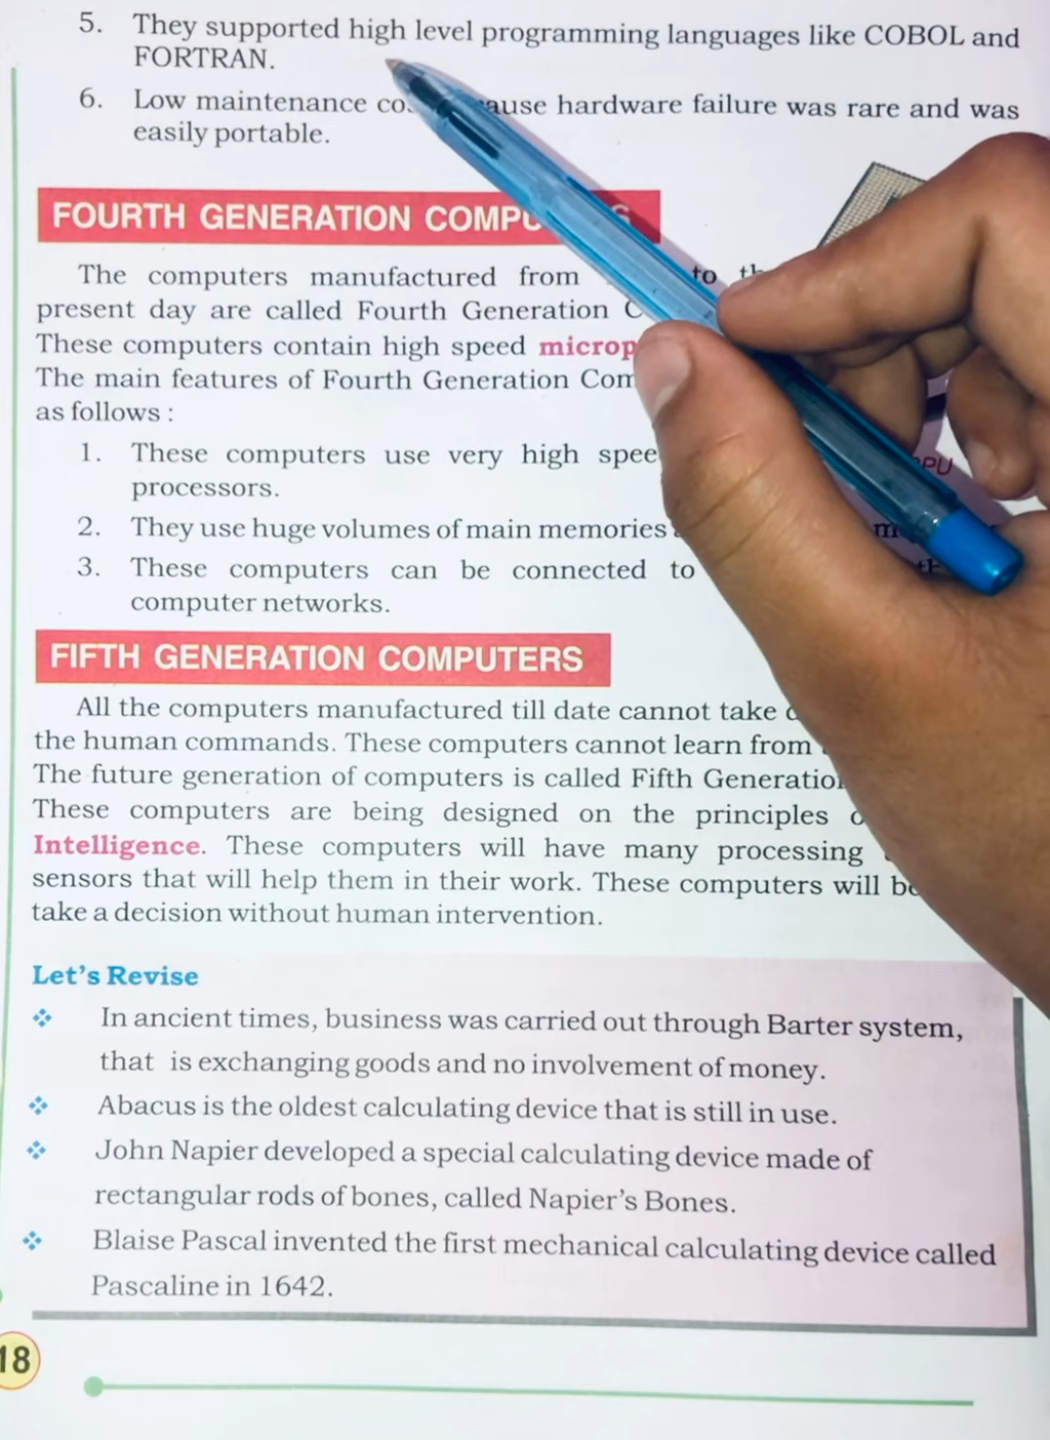 5. They supported high level programming languages like COBOL and
FORTRAN.
6. Low maintenance hardware failure was rare and was
easily portable.
FOURTH GENERATION
The computers manufactured from to
present day are called Fourth Generation
These computers contain high speed
The main features of Fourth Generation
as follows :
1. These computers use very high
processors.
2. They use huge volumes of main memories
3. These computers can be connected to
computer networks.
FIFTH GENERATION COMPUTERS
All the computers manufactured till date cannot take
the human commands. These computers cannot learn from
The future generation of computers is called Fifth
These computers are being designed on the principles
Intelligence. These computers will have many processing
sensors that will help them in their work. These computers will
take a decision without human intervention.
Let's Revise
❖ In ancient times, business was carried out through Barter system,
that is exchanging goods and no involvement of money.
❖ Abacus is the oldest calculating device that is still in use.
❖ John Napier developed a special calculating device made of
rectangular rods of bones, called Napier's Bones.
❖ Blaise Pascal invented the first mechanical calculating device called
Pascaline in 1642.
18